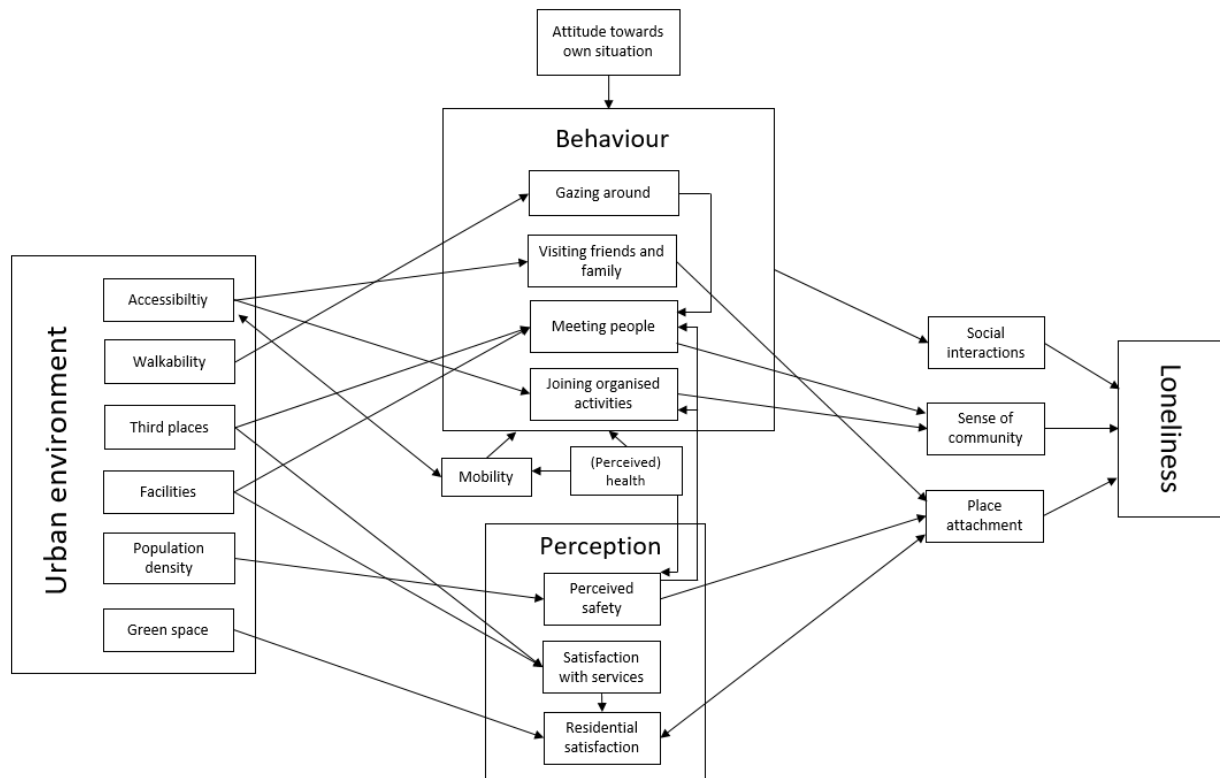 Attitude towards
own situation
Behaviour
Gazing around
Visiting friends and
family
Meeting people
Joining organised
activities
Urban environment
Accessibiltiy
Walkability
Third places
Facilities
Population
density
Green space
Mobility
(Perceived)
health
Perception
Perceived
safety
Satisfaction
with services
Residential
satisfaction
Social
interactions
Sense of
community
Place
attachment
Loneliness